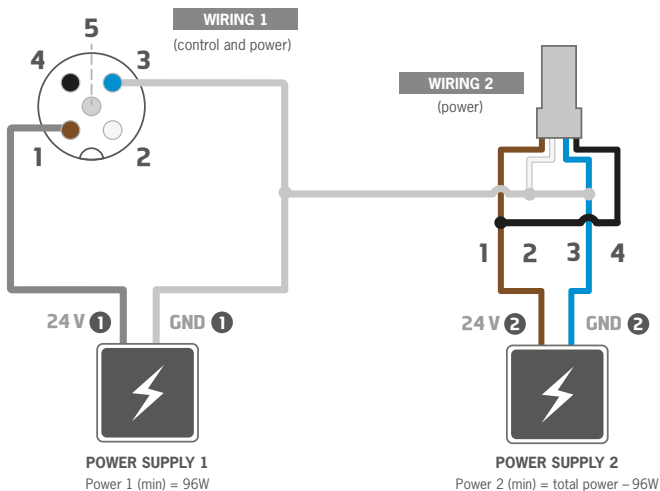 WIRING 1
(control and power)
5
4
3
1
2
WIRING 2
(power)
1 2 3 4
24 V 1 GND 1
24 V 2 GND 2
POWER SUPPLY 1
Power 1 (min) = 96W
POWER SUPPLY 2
Power 2 (min) = total power – 96W